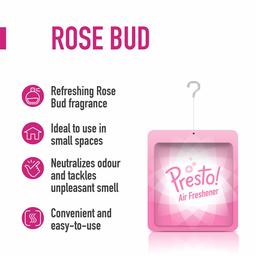 ROSE BUD
Refreshing Rose
Bud fragrance
Ideal to use in
small spaces
Neutralizes odour
and tackles
unpleasant smell
Convenient and
easy-to-use
Presto!
Air Freshener